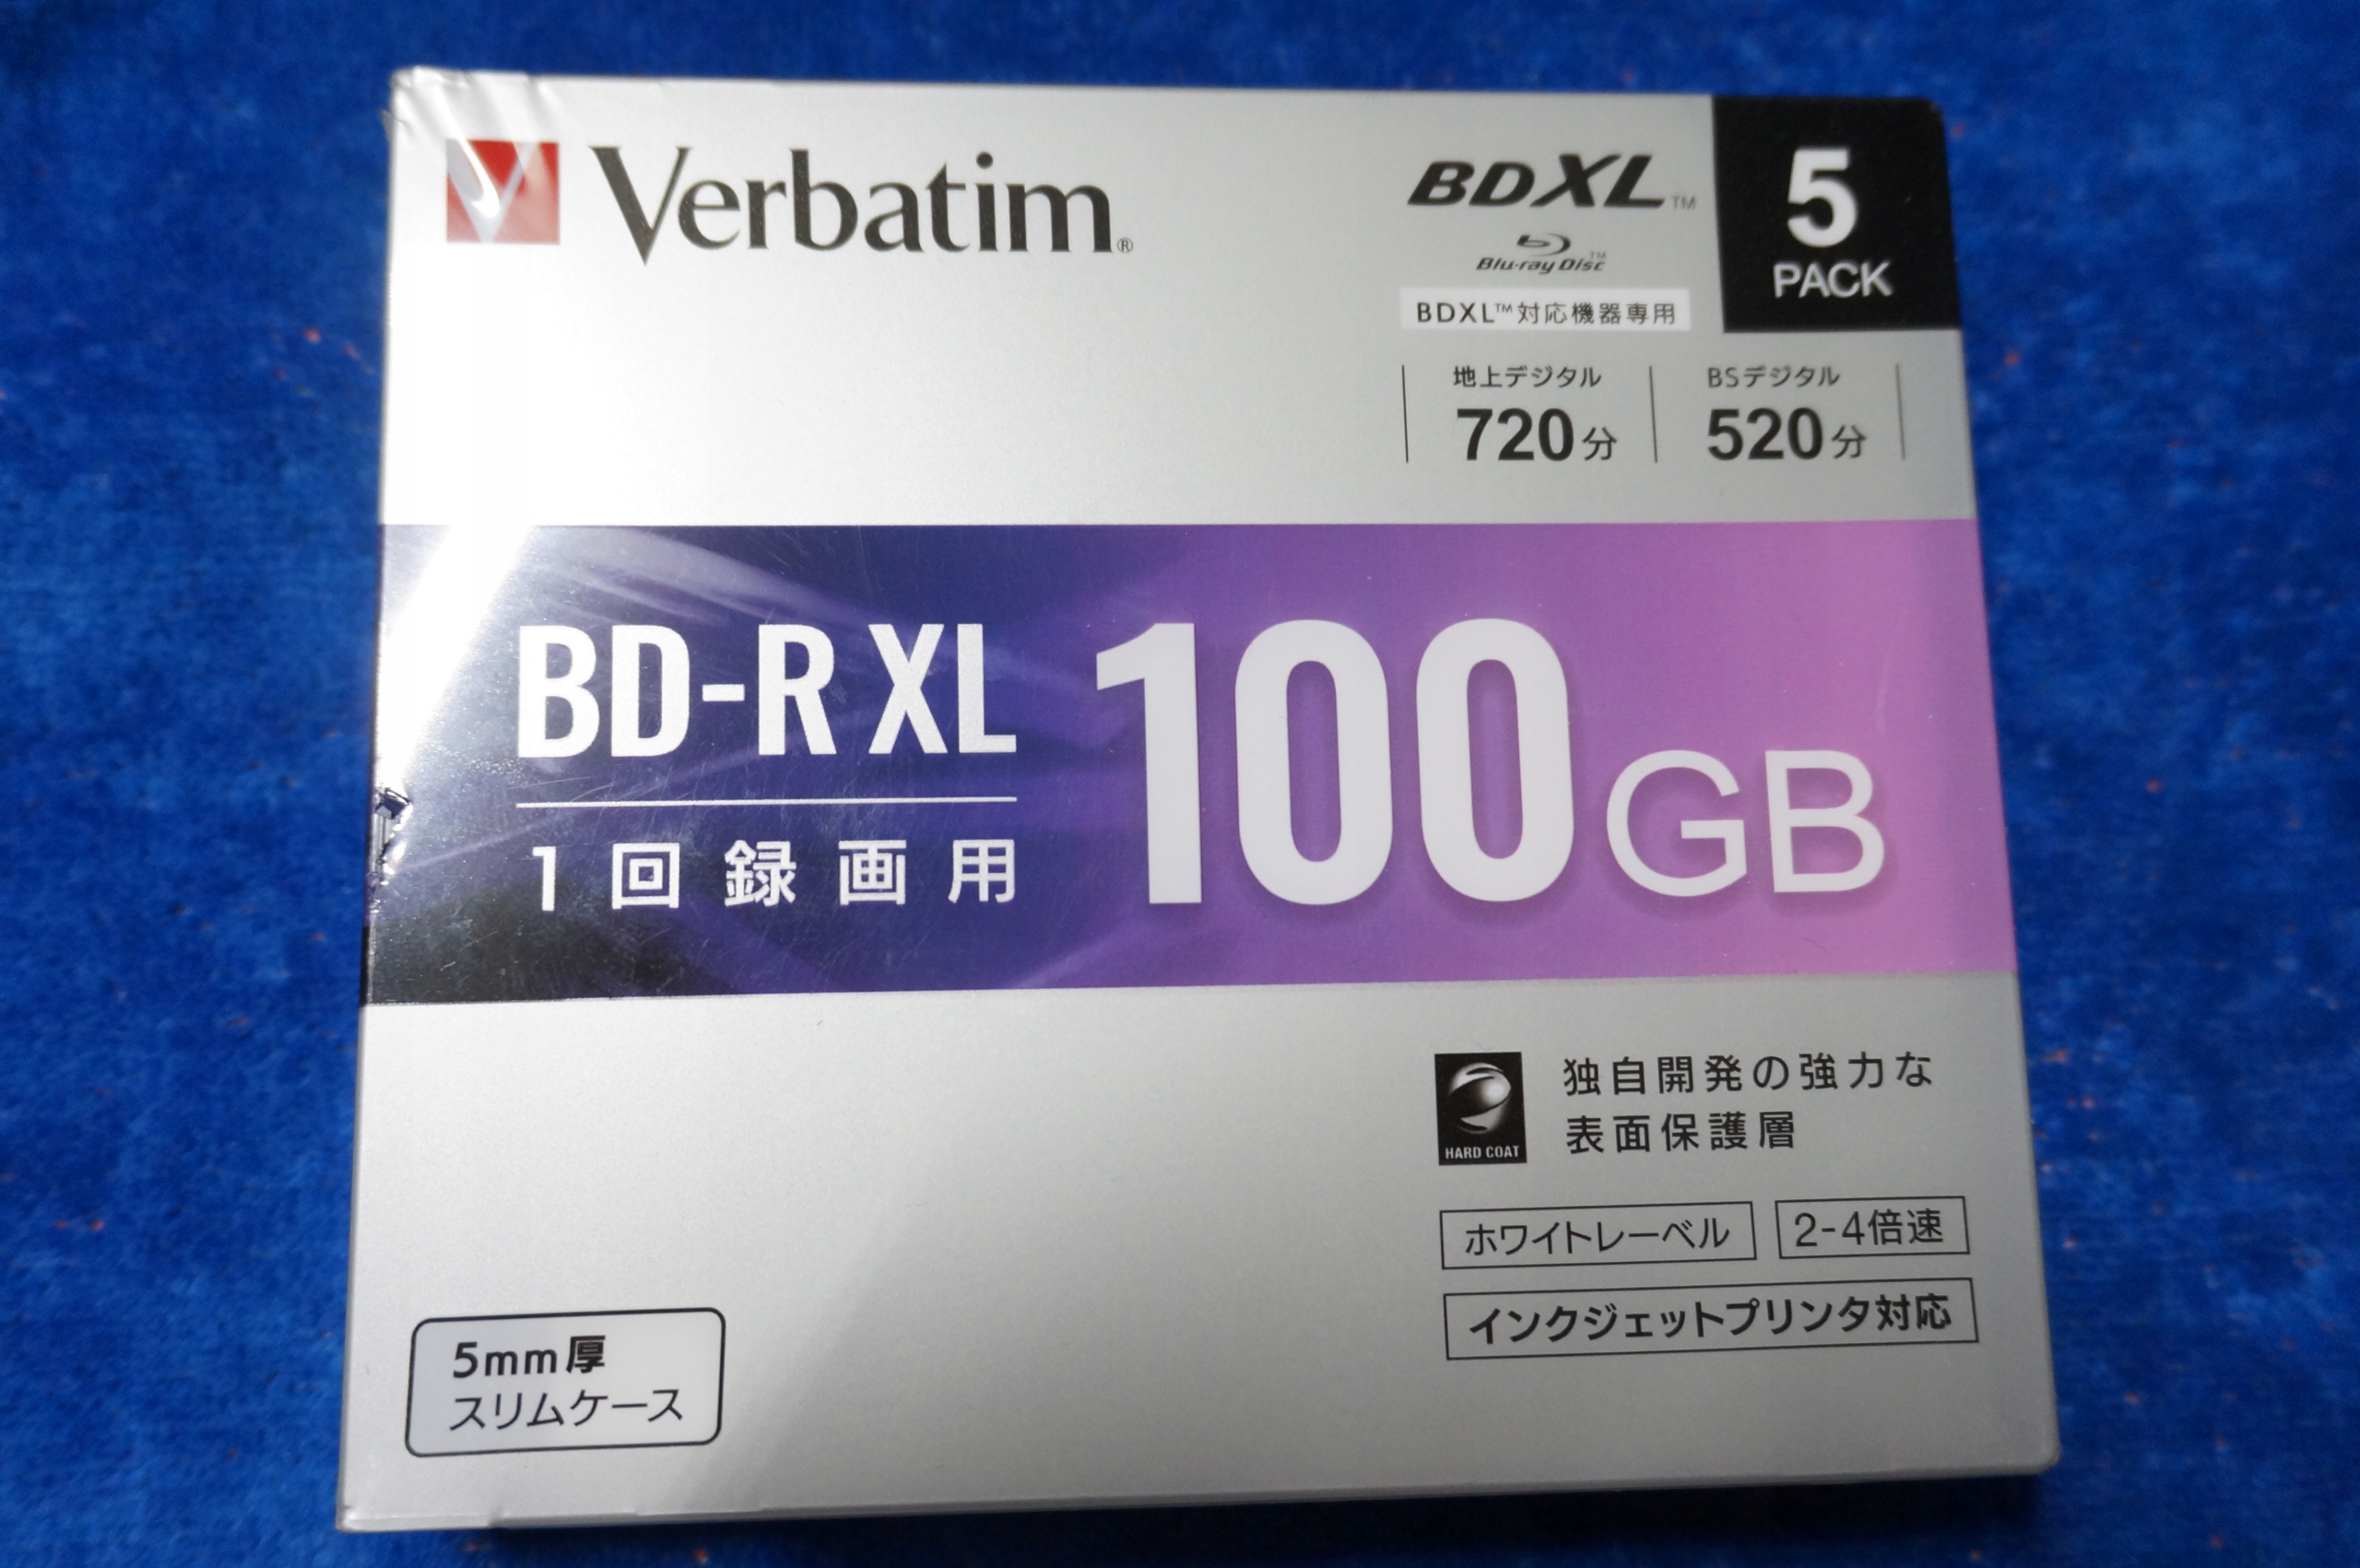 Verbatim®
BDXL™
Blu-ray Disc™
BDXL™対応機器専用
5
PACK
地上デジタル
720分
BSデジタル
520分
BD-R XL
1回録画用
100GB
HARD COAT
独自開発の強力な
表面保護層
ホワイトレーベル
2-4倍速
インクジェットプリンタ対応
5mm厚
スリムケース